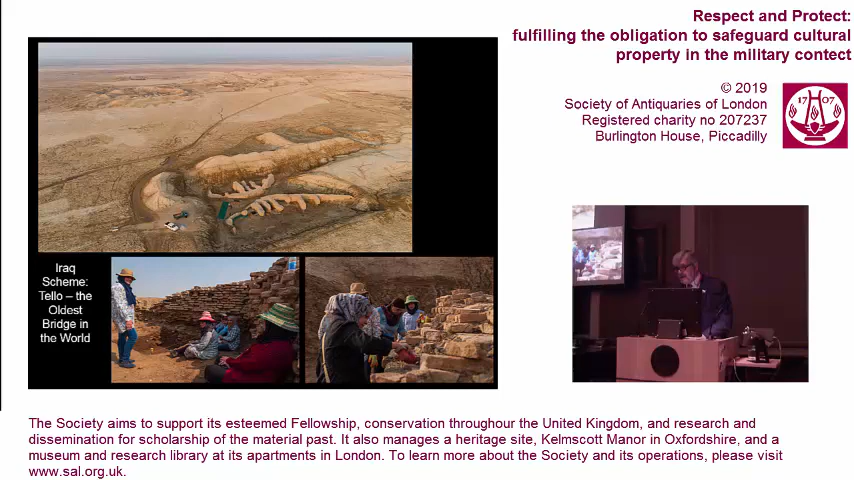 Respect and Protect:
fulfilling the obligation to safeguard cultural
property in the military contect
© 2019
Society of Antiquaries of London
Registered charity no 207237
Burlington House, Piccadilly
17 07
Iraq
Scheme:
Tello – the
Oldest
Bridge in
the World
The Society aims to support its esteemed Fellowship, conservation throughour the United Kingdom, and research and
dissemination for scholarship of the material past. It also manages a heritage site, Kelmscott Manor in Oxfordshire, and a
museum and research library at its apartments in London. To learn more about the Society and its operations, please visit
www.sal.org.uk.